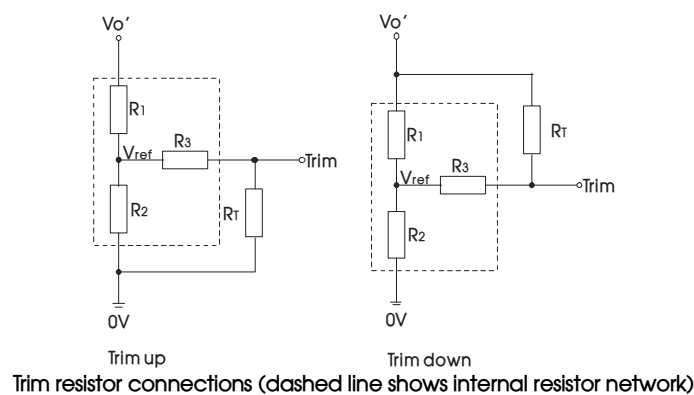 Vo’
R1
Vref
R3
Trim
R2
RT
0V
Trim up
Vo’
R1
RT
Vref
R3
Trim
R2
0V
Trim down
Trim resistor connections (dashed line shows internal resistor network)